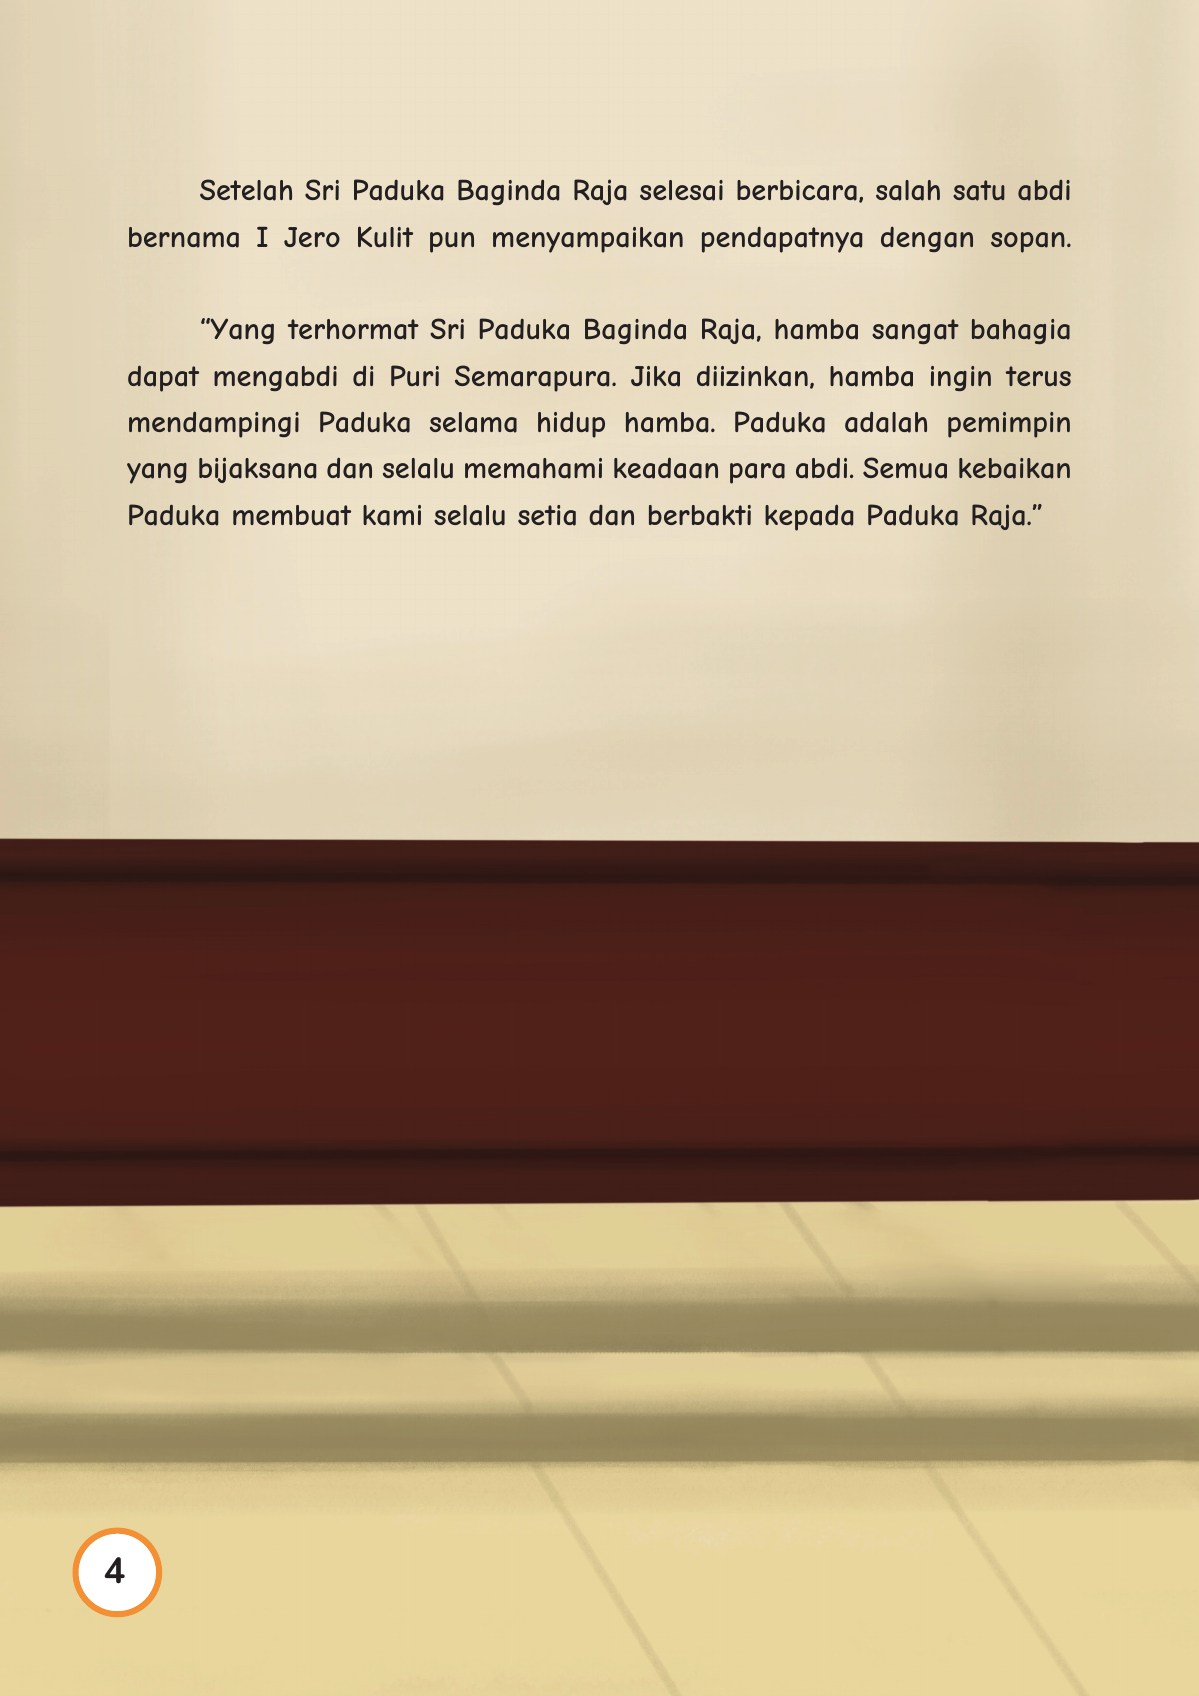 Setelah Sri Paduka Baginda Raja selesai berbicara, salah satu abdi
bernama I Jero Kulit pun menyampaikan pendapatnya dengan sopan.
“Yang terhormat Sri Paduka Baginda Raja, hamba sangat bahagia
dapat mengabdi di Puri Semarapura. Jika diizinkan, hamba ingin terus
mendampingi Paduka selama hidup hamba. Paduka adalah pemimpin
yang bijaksana dan selalu memahami keadaan para abdi. Semua kebaikan
Paduka membuat kami selalu setia dan berbakti kepada Paduka Raja.”
4